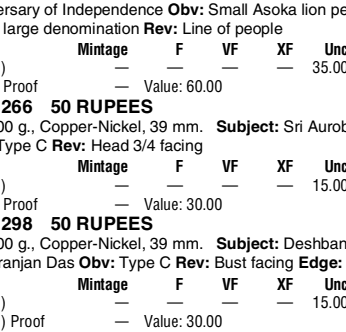 ersary of Independence Obv: Small Asoka lion pe
large denomination Rev: Line of people
Mintage F VF XF Unc
) — — — — 35.00
Proof — Value: 60.00
266 50 RUPEES
00 g., Copper-Nickel, 39 mm. Subject: Sri Aurob
Type C Rev: Head 3/4 facing
Mintage F VF XF Unc
) — — — — 15.00
Proof — Value: 30.00
298 50 RUPEES
00 g., Copper-Nickel, 39 mm. Subject: Deshban
ranjan Das Obv: Type C Rev: Bust facing Edge:
Mintage F VF XF Unc
) — — — — 15.00
) Proof — Value: 30.00